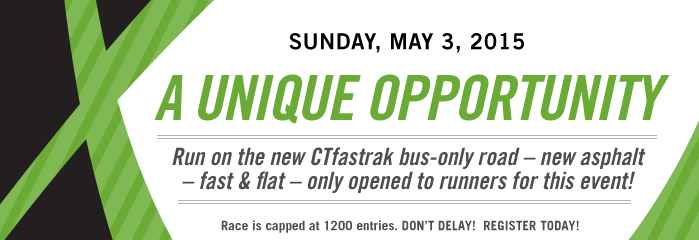 SUNDAY, MAY 3, 2015
A UNIQUE OPPORTUNITY
Run on the new CTfastrak bus-only road – new asphalt
– fast & flat – only opened to runners for this event!
Race is capped at 1200 entries. DON'T DELAY! REGISTER TODAY!